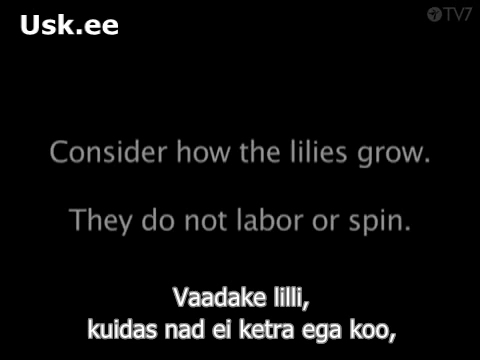 Usk.ee
TV7
Consider how the lilies grow.
They do not labor or spin.
Vaadake lilli,
kuidas nad ei ketra ega koo,